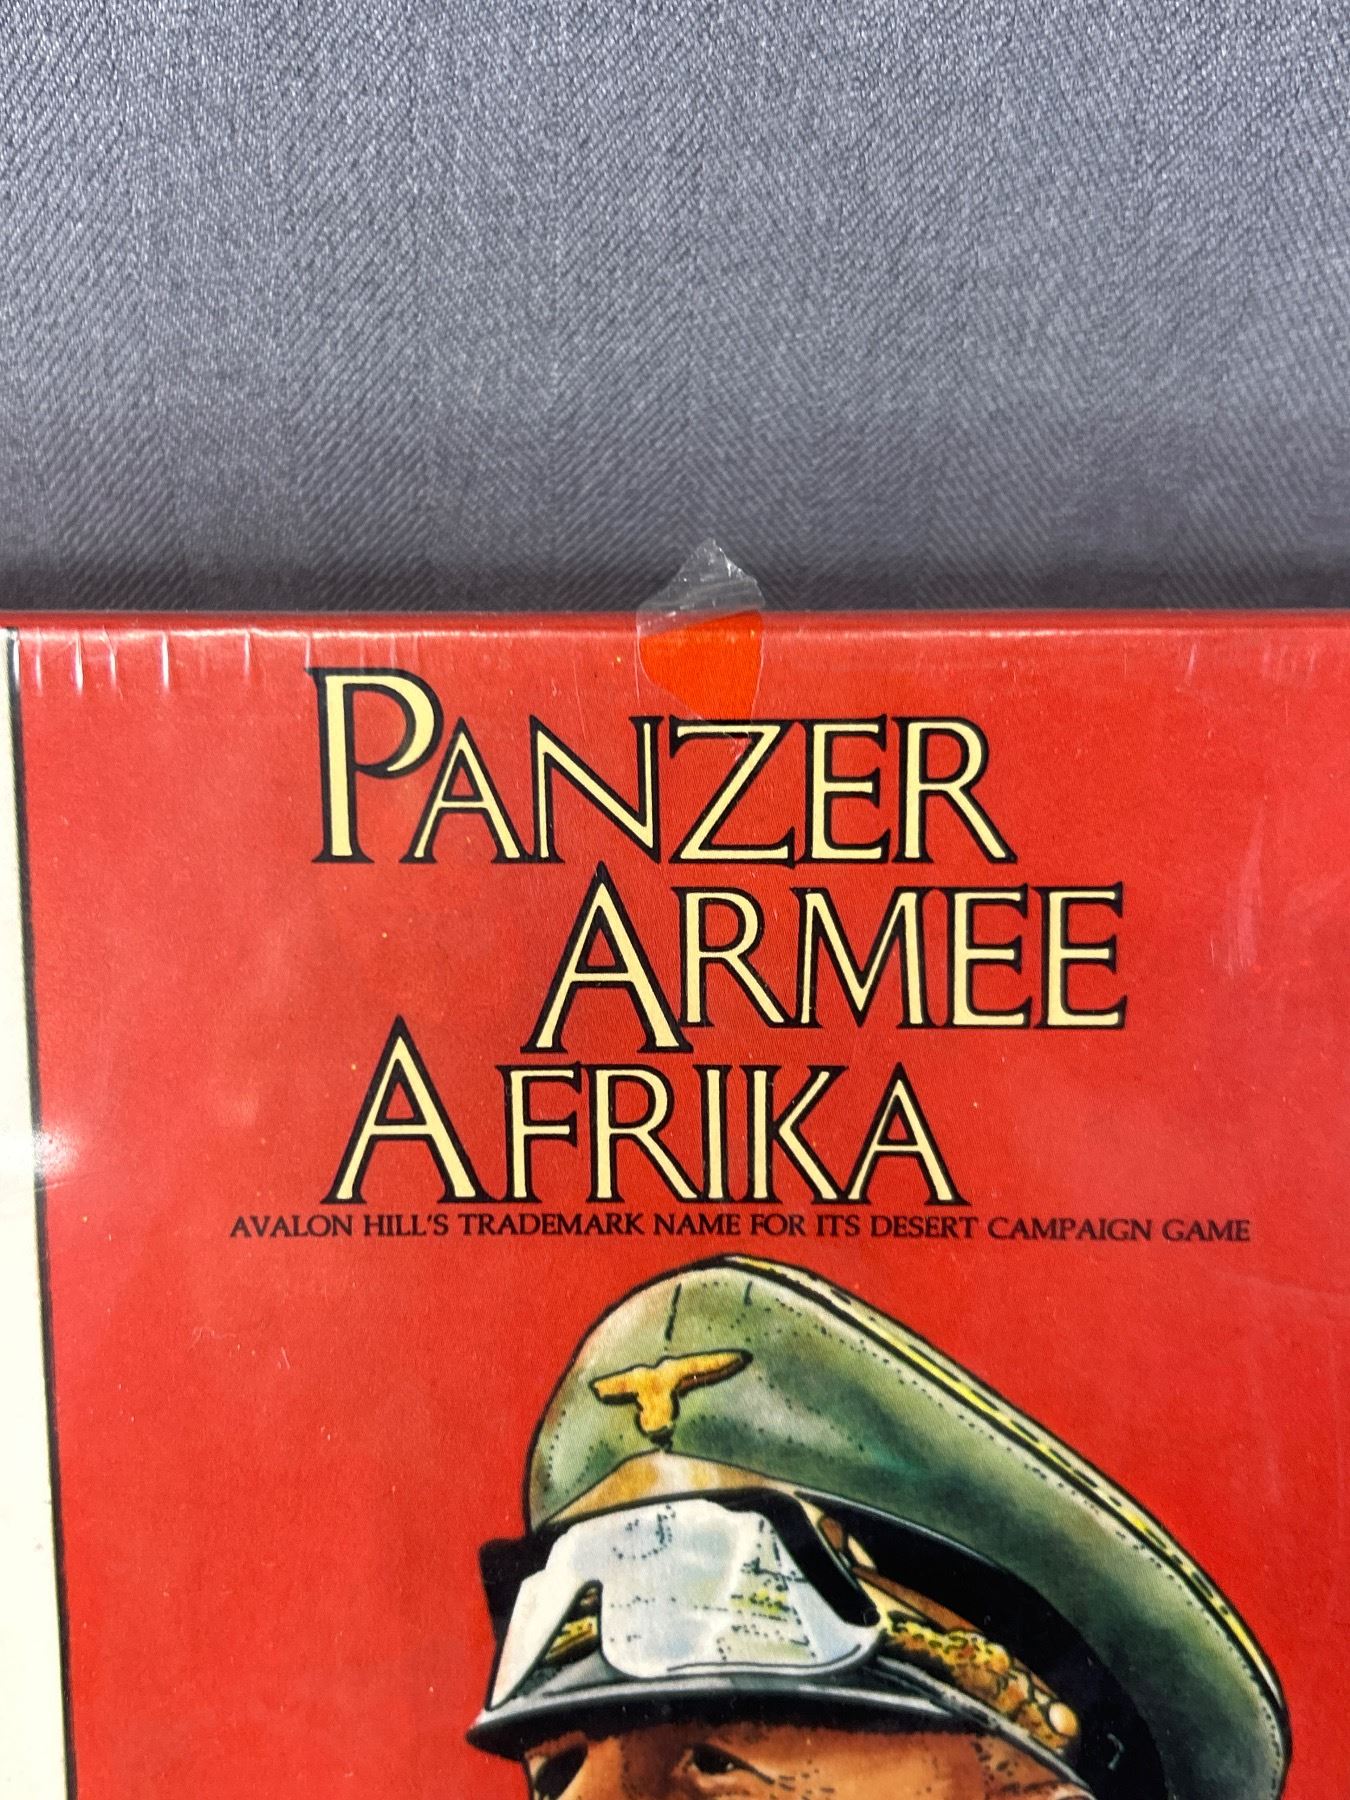 PANZER
ARMEE
AFRIKA
AVALON HILL'S TRADEMARK NAME FOR ITS DESERT CAMPAIGN GAME